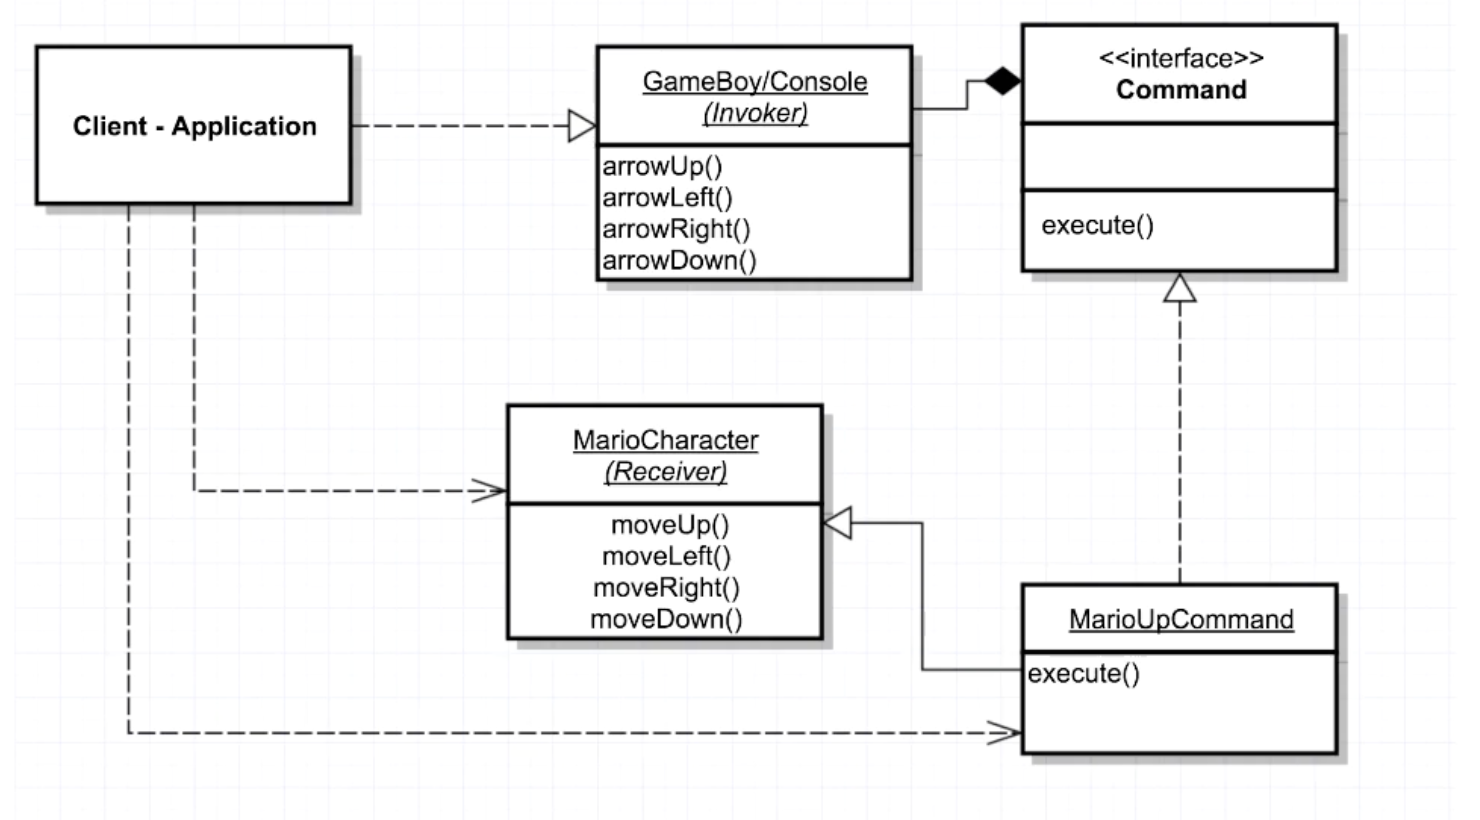 Client - Application
GameBoy/Console
(Invoker)
arrowUp()
arrowLeft()
arrowRight()
arrowDown()
<<interface>>
Command
execute()
MarioCharacter
(Receiver)
moveUp()
moveLeft()
moveRight()
moveDown()
MarioUpCommand
execute()